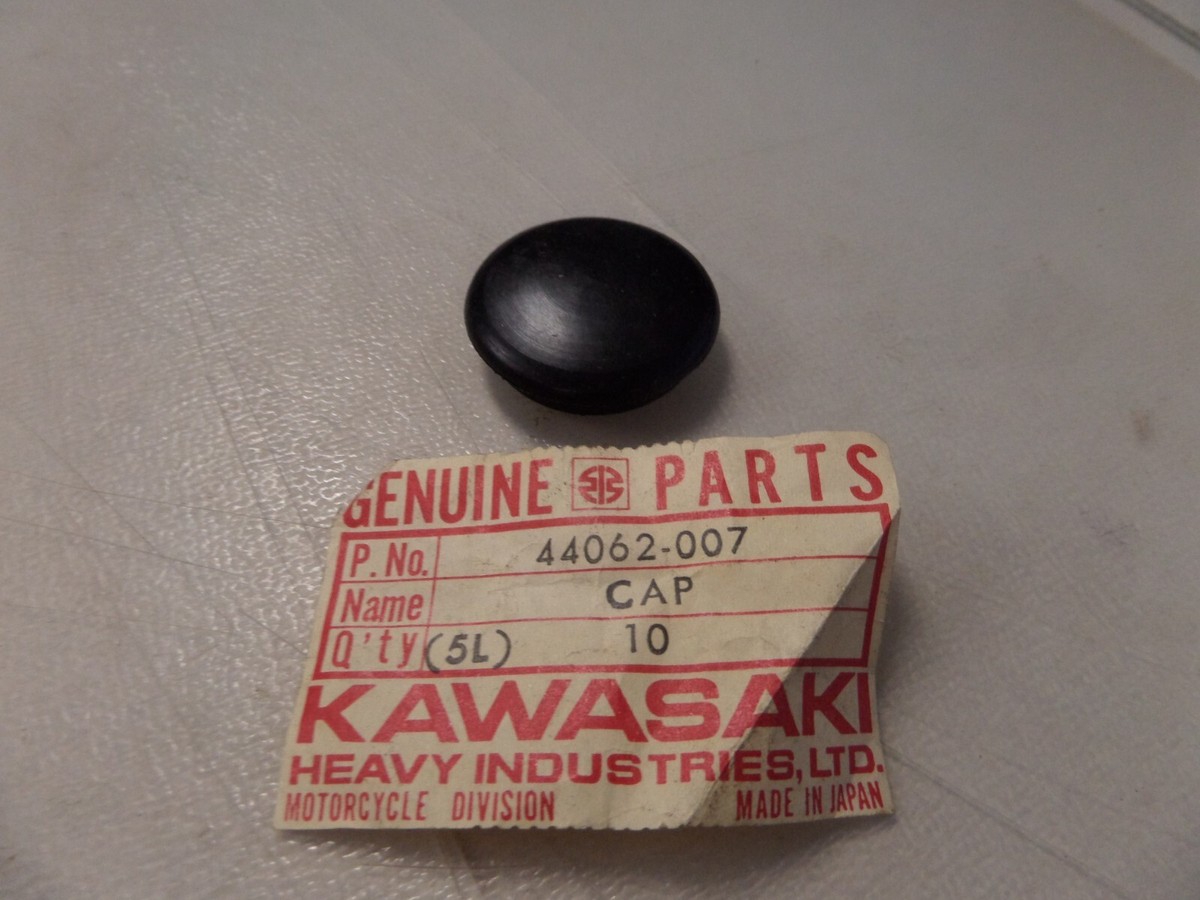 GENUINE PARTS
P. No. 44062-007
Name CAP
Q'ty (5L) 10
KAWASAKI
HEAVY INDUSTRIES, LTD.
MOTORCYCLE DIVISION MADE IN JAPAN